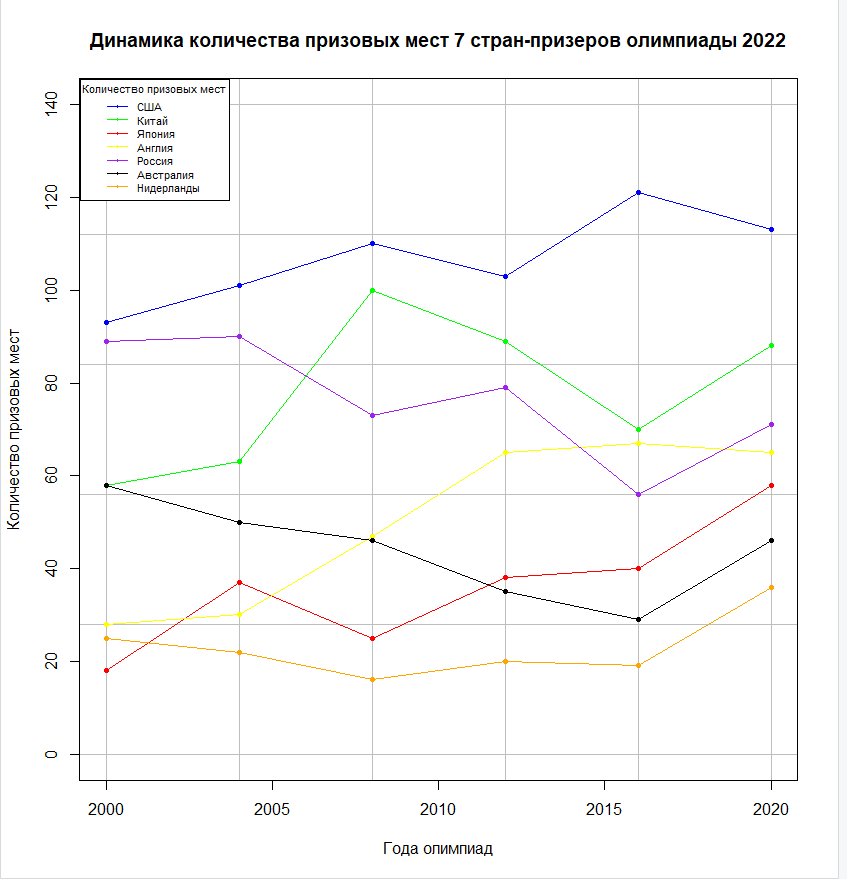 Динамика количества призовых мест 7 стран-призеров олимпиады 2022
Количество призовых мест
США
Китай
Япония
Англия
Россия
Австралия
Нидерланды
Количество призовых мест
140
120
100
80
60
40
20
0
2000 2005 2010 2015 2020
Года олимпиад